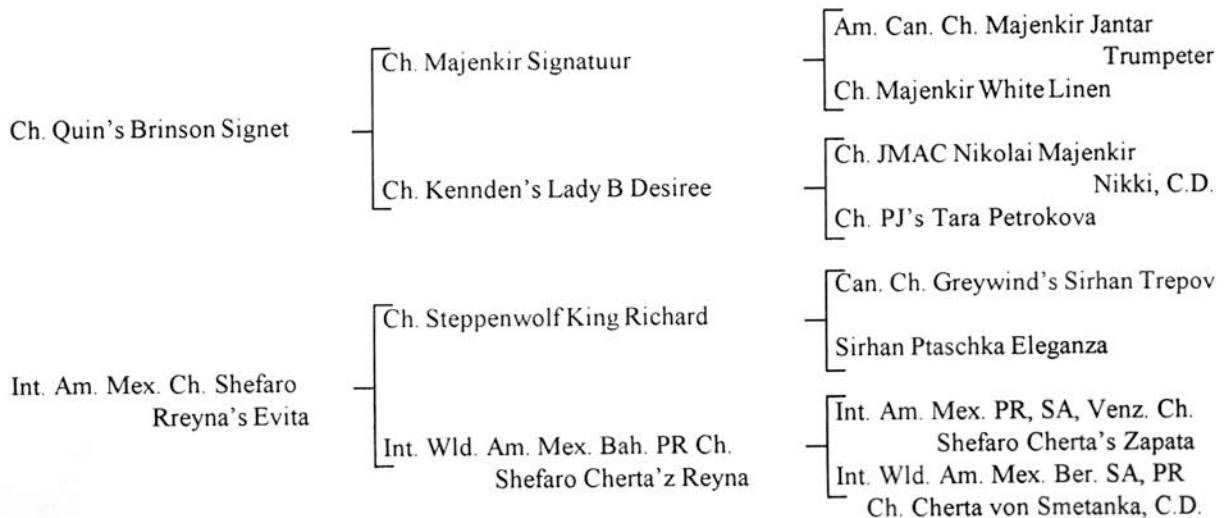 Ch. Quin's Brinson Signet
Ch. Majenkir Signatuur
Am. Can. Ch. Majenkir Jantar
Trumpeter
Ch. Majenkir White Linen
Ch. Kennden's Lady B Desiree
Ch. JMAC Nikolai Majenkir
Nikki, C.D.
Ch. PJ's Tara Petrokova
Int. Am. Mex. Ch. Shefaro
Rreyna's Evita
Ch. Steppenwolf King Richard
Can. Ch. Greywind's Sirhan Trepov
Sirhan Ptaschka Eleganza
Int. Wld. Am. Mex. Bah. PR Ch.
Shefaro Cherta'z Reyna
Int. Am. Mex. PR, SA, Venz. Ch.
Shefaro Cherta's Zapata
Int. Wld. Am. Mex. Ber. SA, PR
Ch. Cherta von Smetanka, C.D.